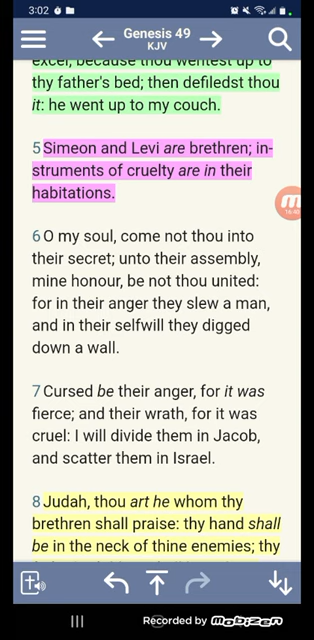 3:02
Genesis 49
KJV
excel; because thou wentest up to
thy father's bed; then defiledst thou
it: he went up to my couch.
5 Simeon and Levi are brethren; in-
struments of cruelty are in their
habitations.
6 O my soul, come not thou into
their secret; unto their assembly,
mine honour, be not thou united:
for in their anger they slew a man,
and in their selfwill they digged
down a wall.
7 Cursed be their anger, for it was
fierce; and their wrath, for it was
cruel: I will divide them in Jacob,
and scatter them in Israel.
8 Judah, thou art he whom thy
brethren shall praise: thy hand shall
be in the neck of thine enemies; thy
Recorded by Mobizen